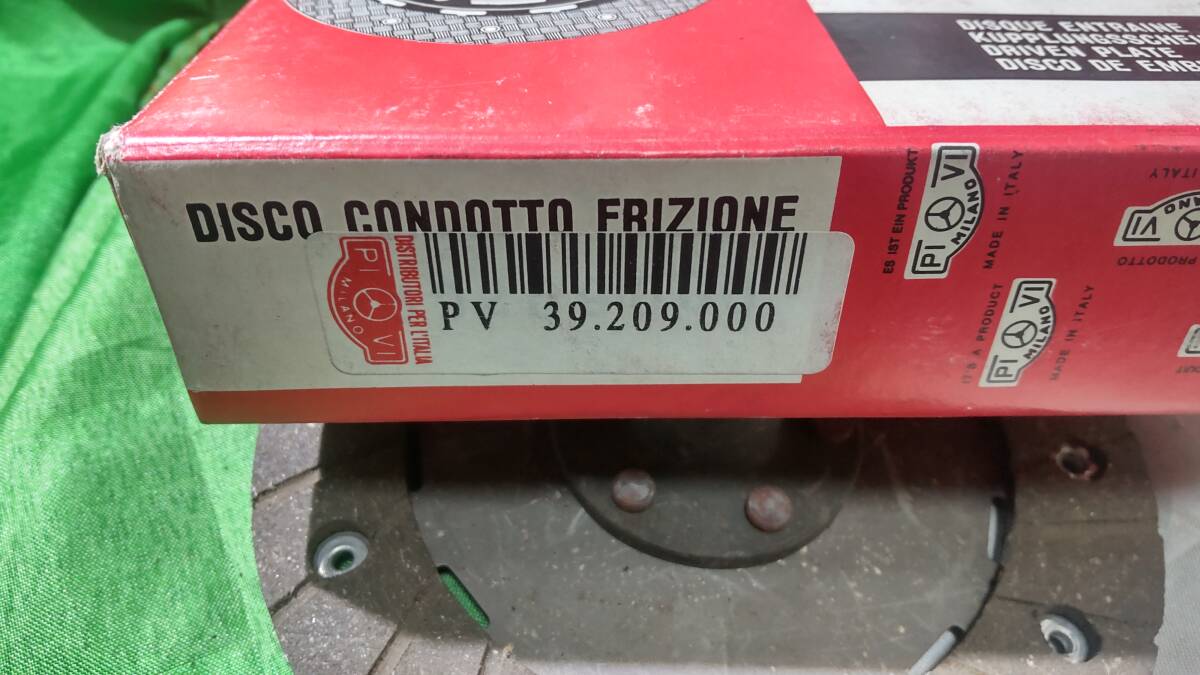 DISQUE ENTRAINE
KUPPLUNGSSCHEI
DRIVEN PLATE
DISCO DE EMB
DISCO CONDOTTO FRIZIONE
PI VI
MILANO
DISTRIBUTORI PER L'ITALIA
PV 39.209.000
ES IST EIN PRODUKT
PI VI
MILANO
MADE IN ITALY
IT'S A PRODUCT
PI VI
MILANO
MADE IN ITALY
PRODOTTO
VI
ITALY